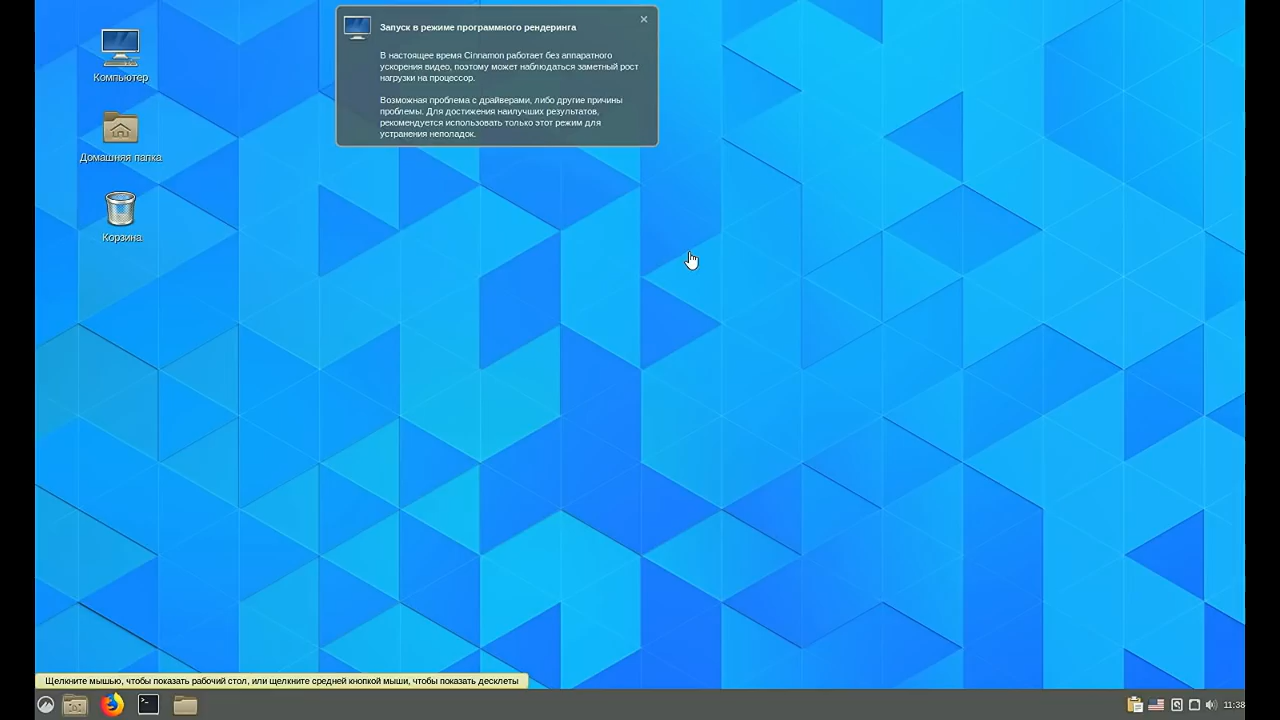 Запуск в режиме программного рендеринга
В настоящее время Cinnamon работает без аппаратного
ускорения видео, поэтому может наблюдаться заметный рост
нагрузки на процессор.
Возможная проблема с драйверами, либо другие причины
проблемы. Для достижения наилучших результатов,
рекомендуется использовать только этот режим для
устранения неполадок.
Компьютер
Домашняя папка
Корзина
Щелкните мышью, чтобы показать рабочий стол, или щелкните средней кнопкой мыши, чтобы показать десклеты
11:38